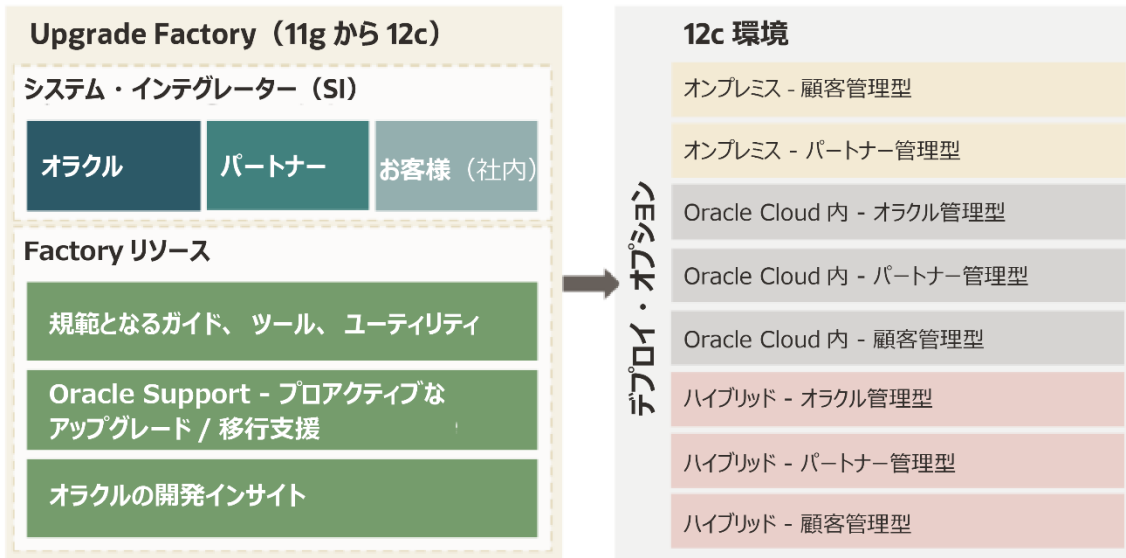 Upgrade Factory（11g から 12c）
システム・インテグレーター（SI）
オラクル
パートナー
お客様（社内）
Factory リソース
規範となるガイド、 ツール、 ユーティリティ
Oracle Support - プロアクティブな
アップグレード / 移行支援
オラクルの開発インサイト
デプロイ・オプション
12c 環境
オンプレミス - 顧客管理型
オンプレミス - パートナー管理型
Oracle Cloud 内 - オラクル管理型
Oracle Cloud 内 - パートナー管理型
Oracle Cloud 内 - 顧客管理型
ハイブリッド - オラクル管理型
ハイブリッド - パートナー管理型
ハイブリッド - 顧客管理型